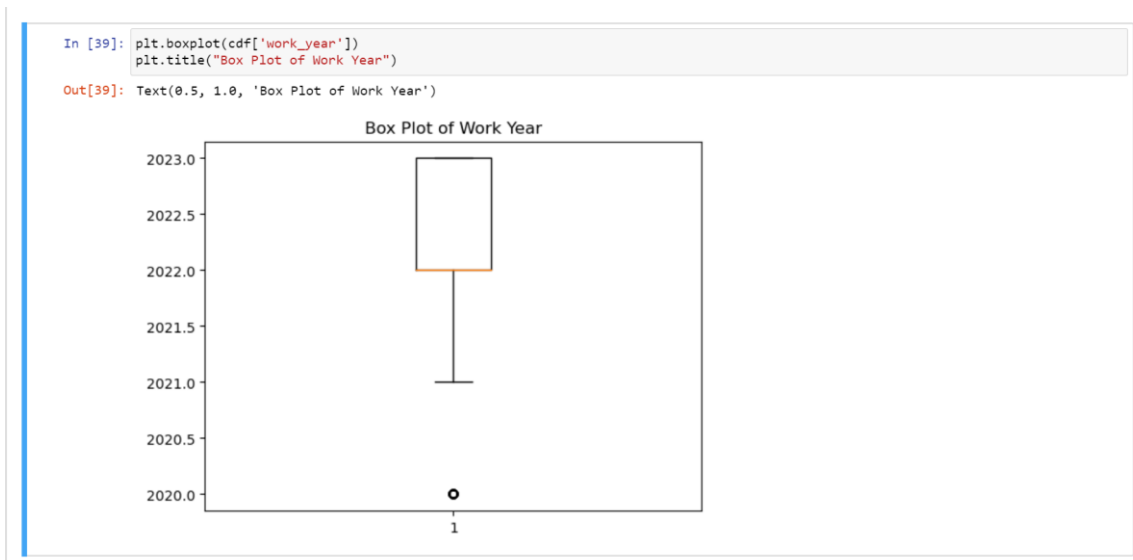 In [39]: plt.boxplot(cdf['work_year'])
plt.title("Box Plot of Work Year")
Out[39]: Text(0.5, 1.0, 'Box Plot of Work Year')
Box Plot of Work Year
2023.0
2022.5
2022.0
2021.5
2021.0
2020.5
2020.0
1